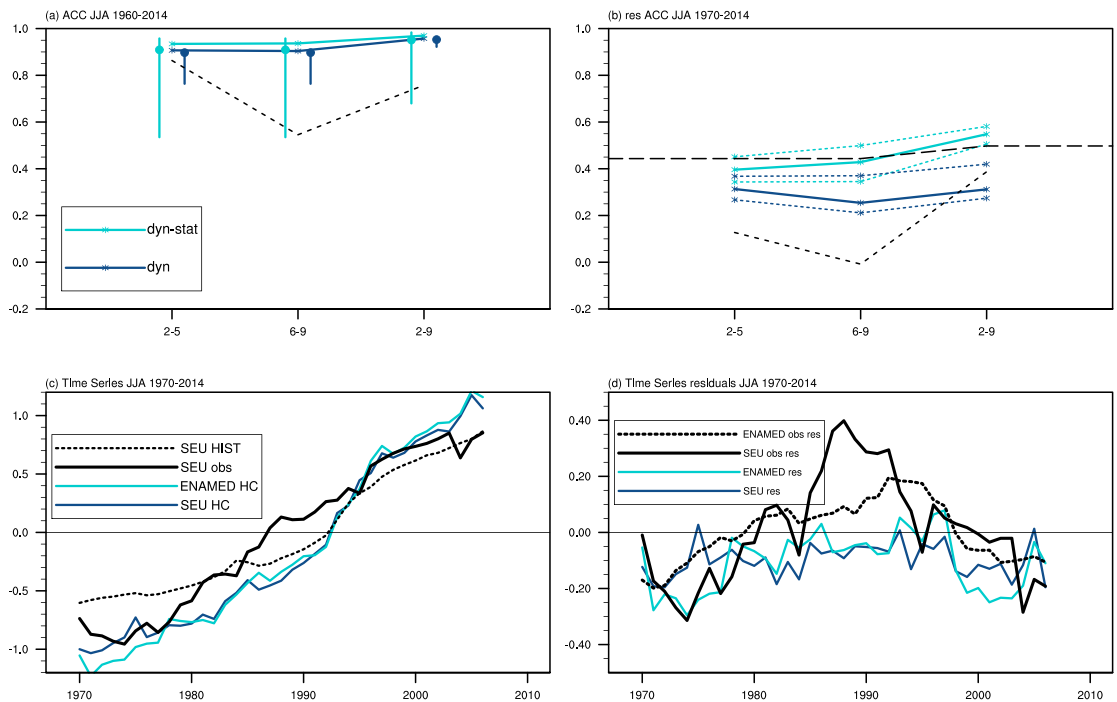 (a) ACC JJA 1960-2014
1.0
0.8
0.6
0.4
0.2
0.0
-0.2
dyn-stat
dyn
2-5
6-9
2-9
(b) res ACC JJA 1970-2014
1.0
0.8
0.6
0.4
0.2
0.0
-0.2
2-5
6-9
2-9
(c) TIme SerIes JJA 1970-2014
1.0
0.5
0.0
-0.5
-1.0
SEU HIST
SEU obs
ENAMED HC
SEU HC
1970
1980
1990
2000
2010
(d) TIme SerIes resIduals JJA 1970-2014
0.40
0.20
0.00
-0.20
-0.40
ENAMED obs res
SEU obs res
ENAMED res
SEU res
1970
1980
1990
2000
2010